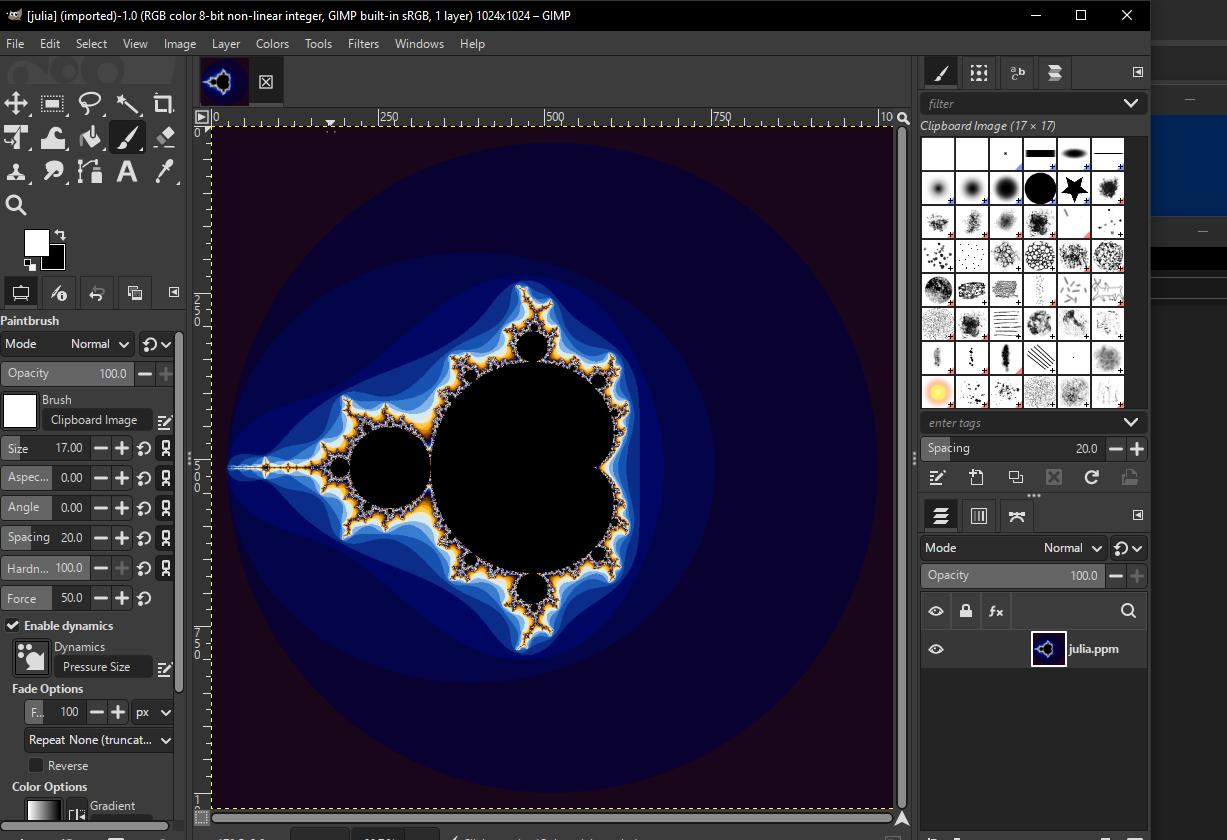 [julia] (imported)-1.0 (RGB color 8-bit non-linear integer, GIMP built-in sRGB, 1 layer) 1024x1024 – GIMP
File Edit Select View Image Layer Colors Tools Filters Windows Help
0 250 500 750 10
0
250
500
750
1
Paintbrush
Mode Normal
Opacity 100.0
Brush
Clipboard Image
Size 17.00
Aspec... 0.00
Angle 0.00
Spacing 20.0
Hardn... 100.0
Force 50.0
Enable dynamics
Dynamics
Pressure Size
Fade Options
F... 100 px
Repeat None (truncat...
Reverse
Color Options
Gradient
filter
Clipboard Image (17 × 17)
enter tags
Spacing 20.0
Mode Normal
Opacity 100.0
fx
julia.ppm